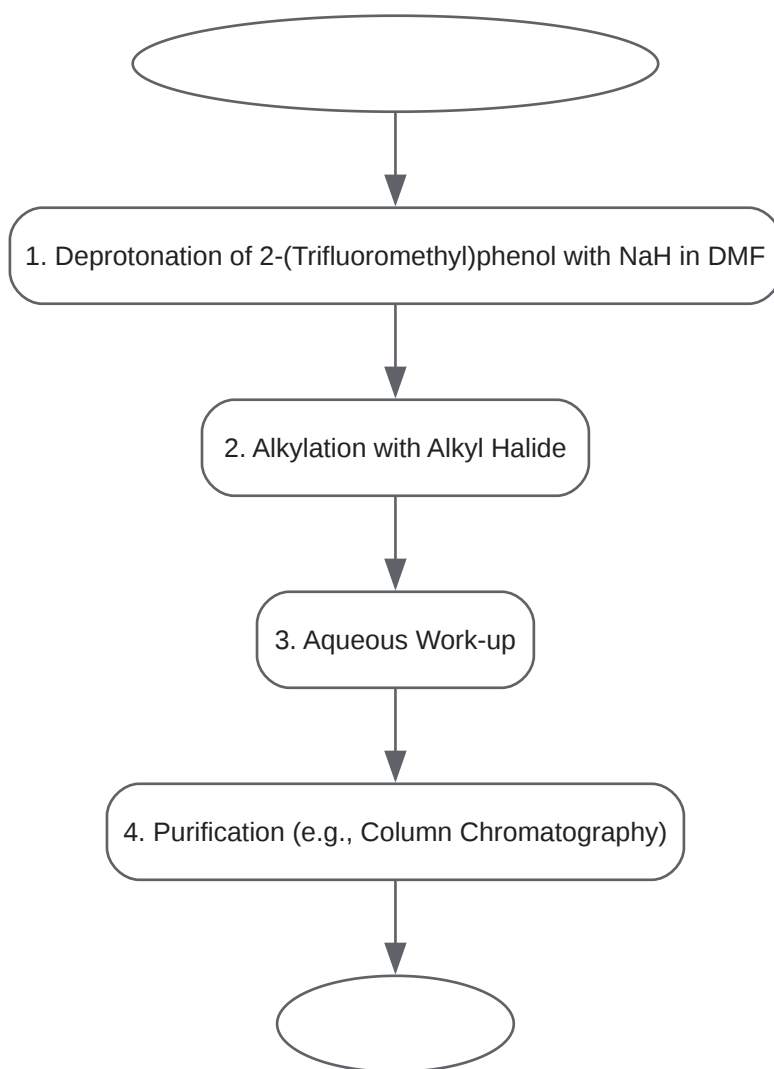 1. Deprotonation of 2-(Trifluoromethyl)phenol with NaH in DMF
2. Alkylation with Alkyl Halide
3. Aqueous Work-up
4. Purification (e.g., Column Chromatography)